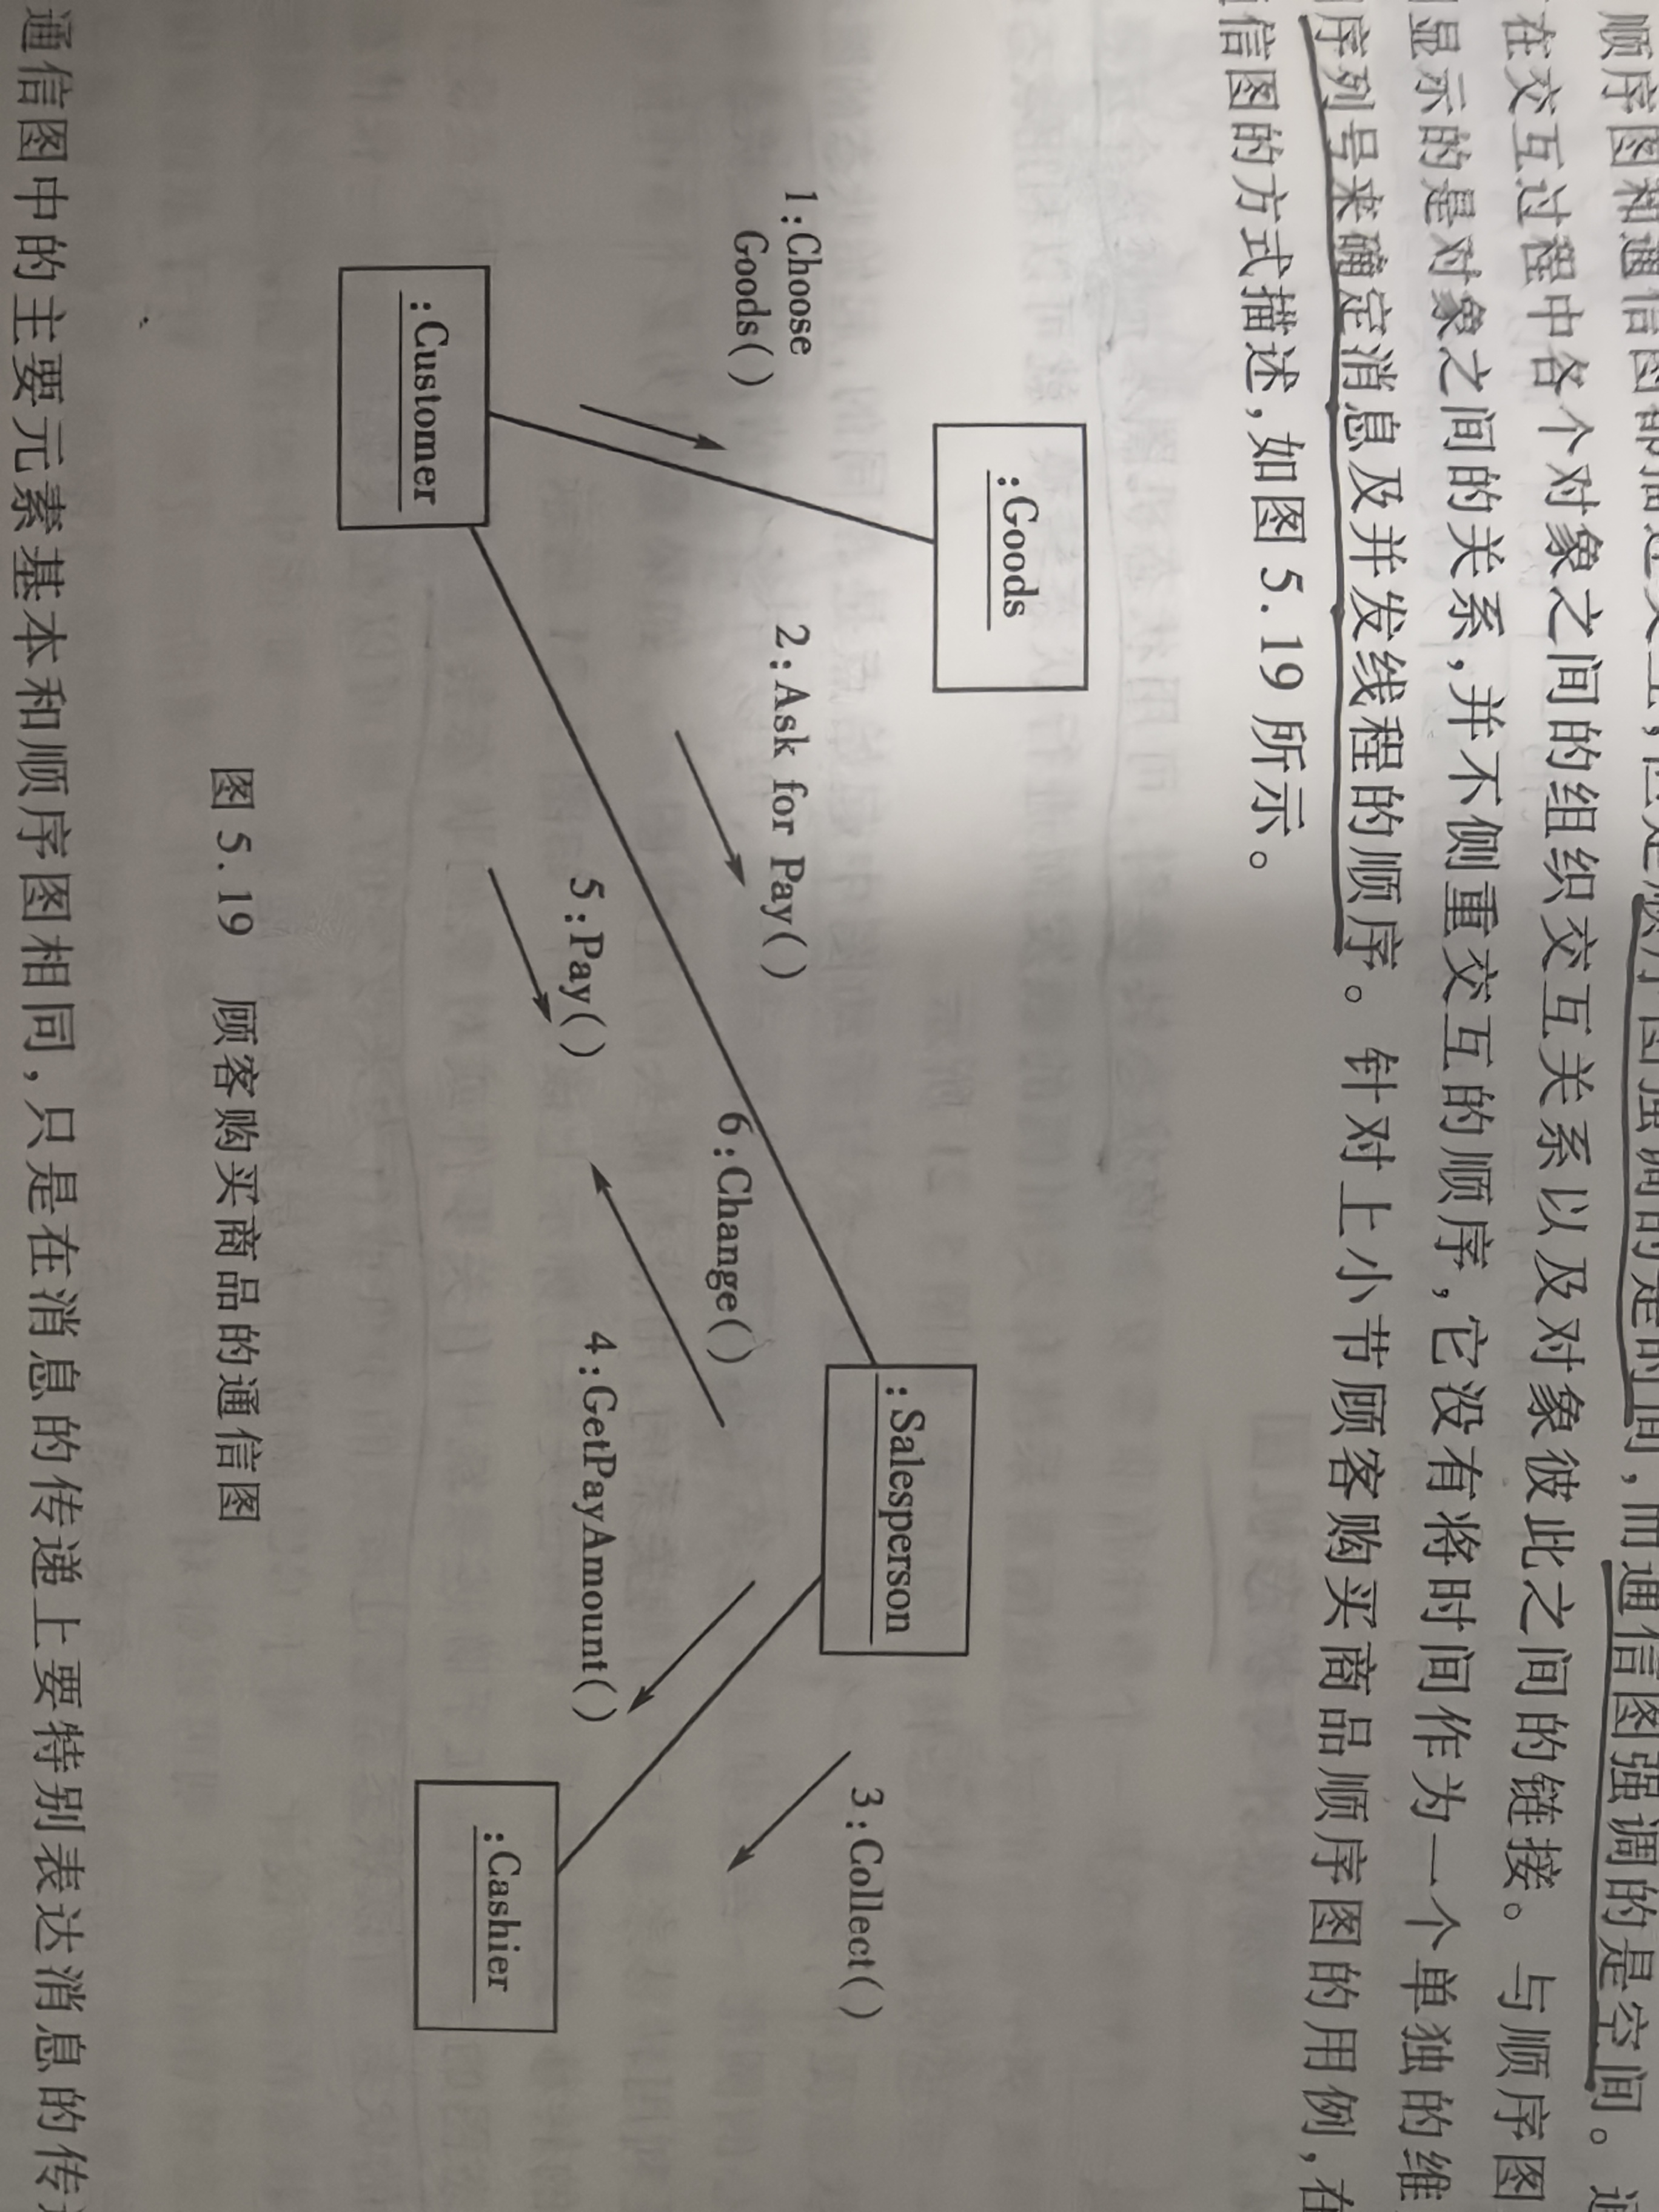 顺序图和通信图都描述交互,但是顺序图强调的是时间,而通信图强调的是空间。通
在交互过程中各个对象之间的组织交互关系以及对象彼此之间的链接。与顺序图
显示的是对象之间的关系,并不侧重交互的顺序,它没有将时间作为一个单独的维
序列号来确定消息及并发线程的顺序。针对上小节顾客购买商品顺序图的用例,在
通信图的方式描述,如图 5.19 所示。
:Goods
:Salesperson
3:Collect()
1:Choose
Goods()
2:Ask for Pay()
6:Change()
5:Pay()
4:GetPayAmount()
:Cashier
:Customer
图 5.19 顾客购买商品的通信图
通信图中的主要元素基本和顺序图相同,只是在消息的传递上要特别表达消息的传